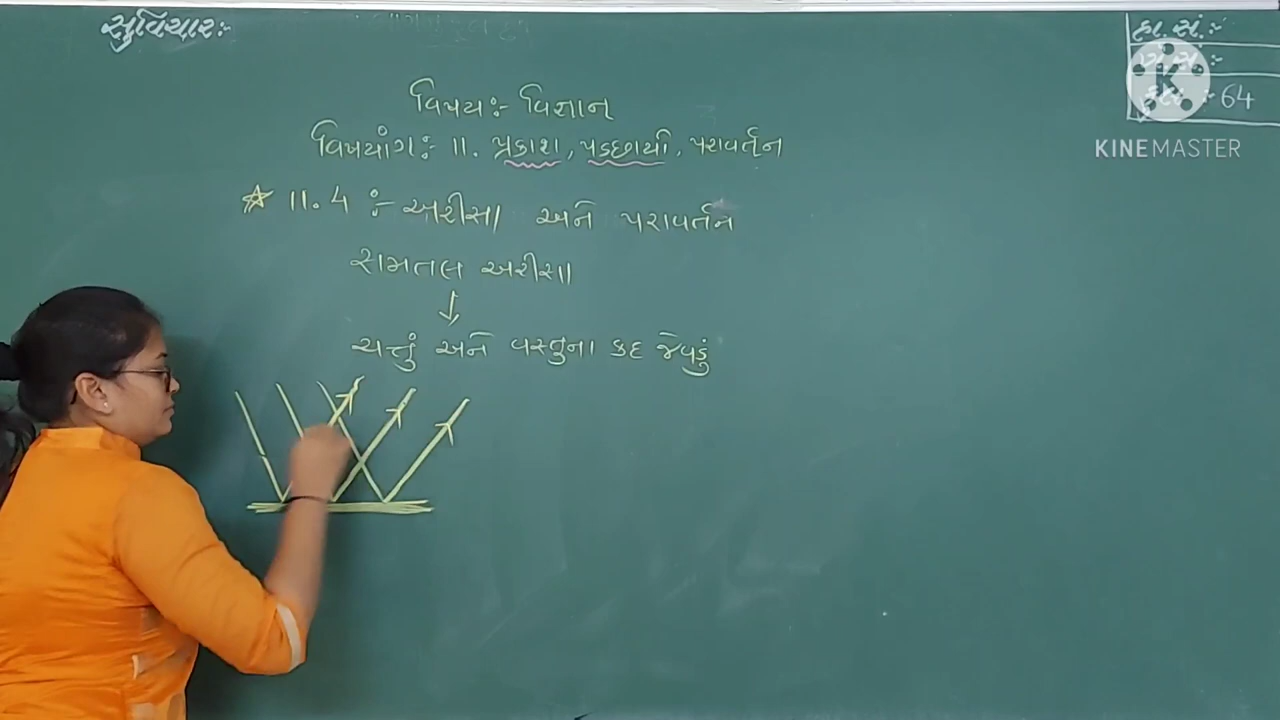 સુવિચારઃ-
હા. સં.ઃ-
કુલ ઃ- 64
KINEMASTER
વિષયઃ- વિજ્ઞાન
વિષયાંગઃ- 11. પ્રકાશ, પડછાયા, પરાવર્તન
☆ 11.4 ઃ- અરીસા અને પરાવર્તન
સમતલ અરીસા
↓
ચત્તું અને વસ્તુના કદ જેવડું